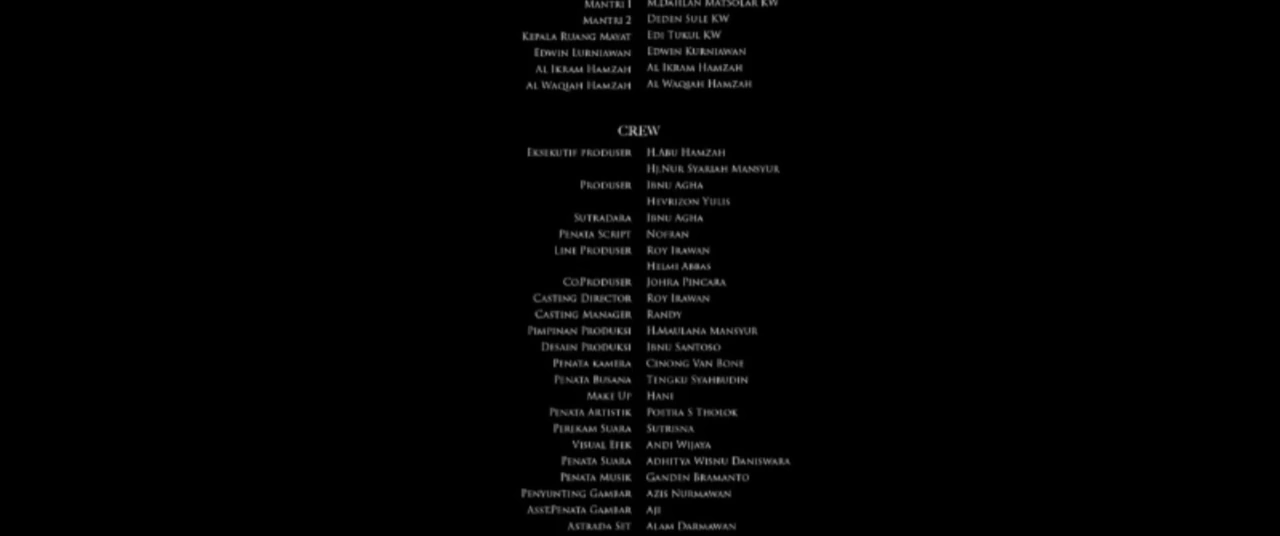 Mantri 1 M.Dahlan Matsolar KW
Mantri 2 Deden Sule KW
Kepala Ruang Mayat Edi Tukul KW
Edwin Lurniawan Edwin Kurniawan
Al Ikram Hamzah Al Ikram Hamzah
Al Waqiah Hamzah Al Waqiah Hamzah
CREW
Eksekutif produser H.Abu Hamzah
Hj.Nur Syariah Mansyur
Produser Ibnu Agha
Hevrizon Yulis
Sutradara Ibnu Agha
Penata Script Nofran
Line Produser Roy Irawan
Helmi Abbas
Co.Produser Johra Pincara
Casting Director Roy Irawan
Casting Manager Randy
Pimpinan Produksi H.Maulana Mansyur
Desain Produksi Ibnu Santoso
Penata kamera Cinong Van Bone
Penata Busana Tengku Syahbudin
Make Up Hani
Penata Artistik Poetra S Tholok
Perekam Suara Sutrisna
Visual Efek Andi Wijaya
Penata Suara Adhitya Wisnu Daniswara
Penata Musik Ganden Bramanto
Penyunting Gambar Azis Nurmawan
Asst.Penata Gambar Aji
Astrada Set Alam Darmawan